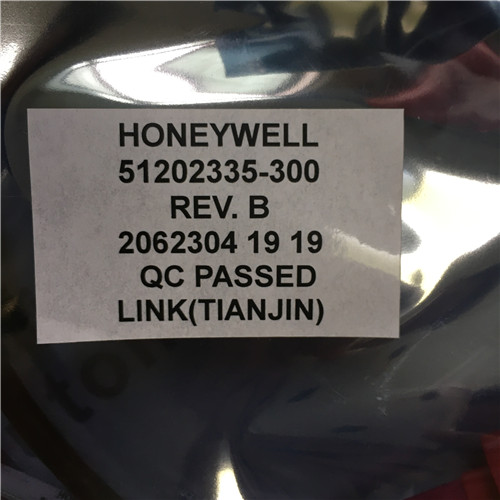 HONEYWELL
51202335-300
REV. B
2062304 19 19
QC PASSED
LINK(TIANJIN)